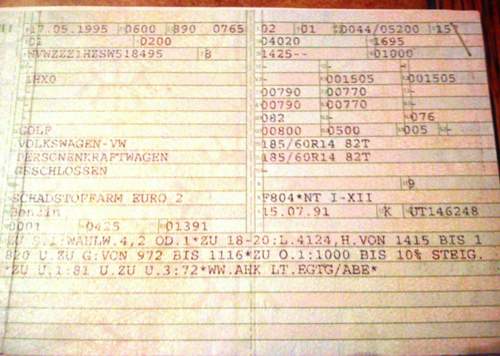 17.05.1995 0600 890 0765 02 01 0044/05200 15
01 0200 04020 1695
WVWZZZ1HZSW518495 8 1425-- 01000
1HX0 001505 001505
00790 00770
00790 00770
082 076
GOLF 00800 0500 005
VOLKSWAGEN-VW 185/60R14 82T
PERSONENKRAFTWAGEN 185/60R14 82T
GESCHLOSSEN
9
SCHADSTOFFARM EURO 2 F804*NT I-XII
Benzin 15.07.91 K UT146248
0001 0425 01391
ZU 5.1:WAULW.4,2 OD.1*ZU 18-20:L.4124,H.VON 1415 BIS 1
820 U.ZU G:VON 972 BIS 1116*ZU O.1:1000 BIS 10% STEIG.
*ZU U.1:81 U.ZU U.3:72*WW.AHK LT.EGTG/ABE*